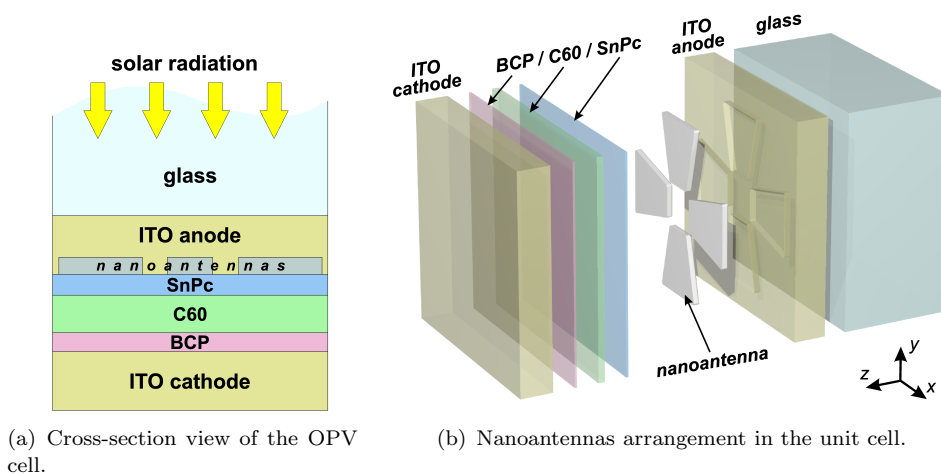 solar radiation
glass
ITO anode
nanoantennas
SnPc
C60
BCP
ITO cathode
(a) Cross-section view of the OPV
cell.
ITO
cathode
BCP / C60 / SnPc
ITO
anode
glass
nanoantenna
y
z
x
(b) Nanoantennas arrangement in the unit cell.